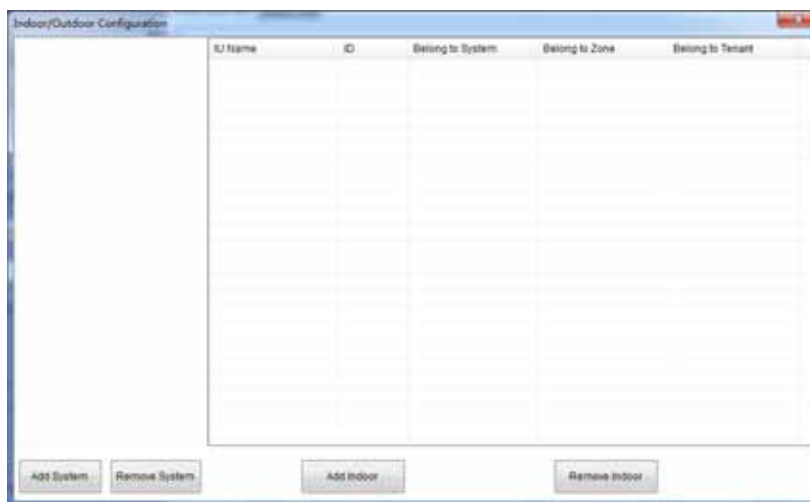 Indoor/Outdoor Configuration
IU Name ID Belong to System Belong to Zone Belong to Tenant
Add System Remove System Add Indoor Remove Indoor